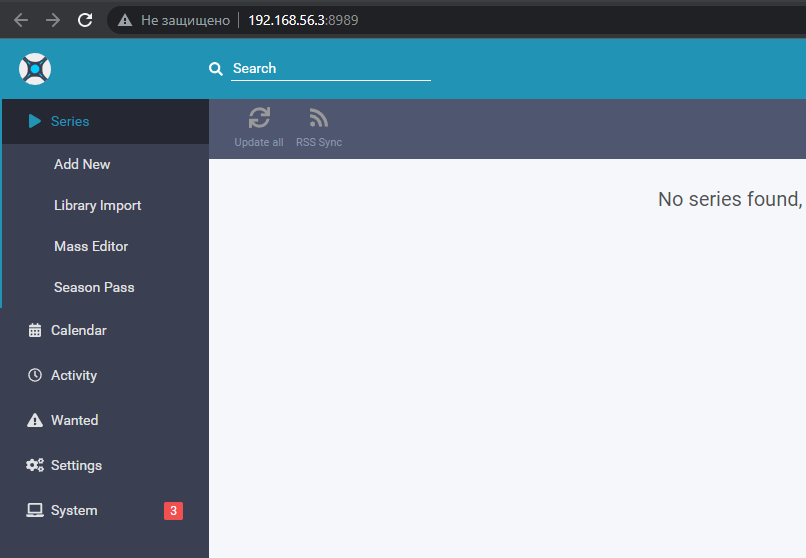 Не защищено 192.168.56.3:8989
Search
Series
Add New
Library Import
Mass Editor
Season Pass
Calendar
Activity
Wanted
Settings
System 3
Update all RSS Sync
No series found,